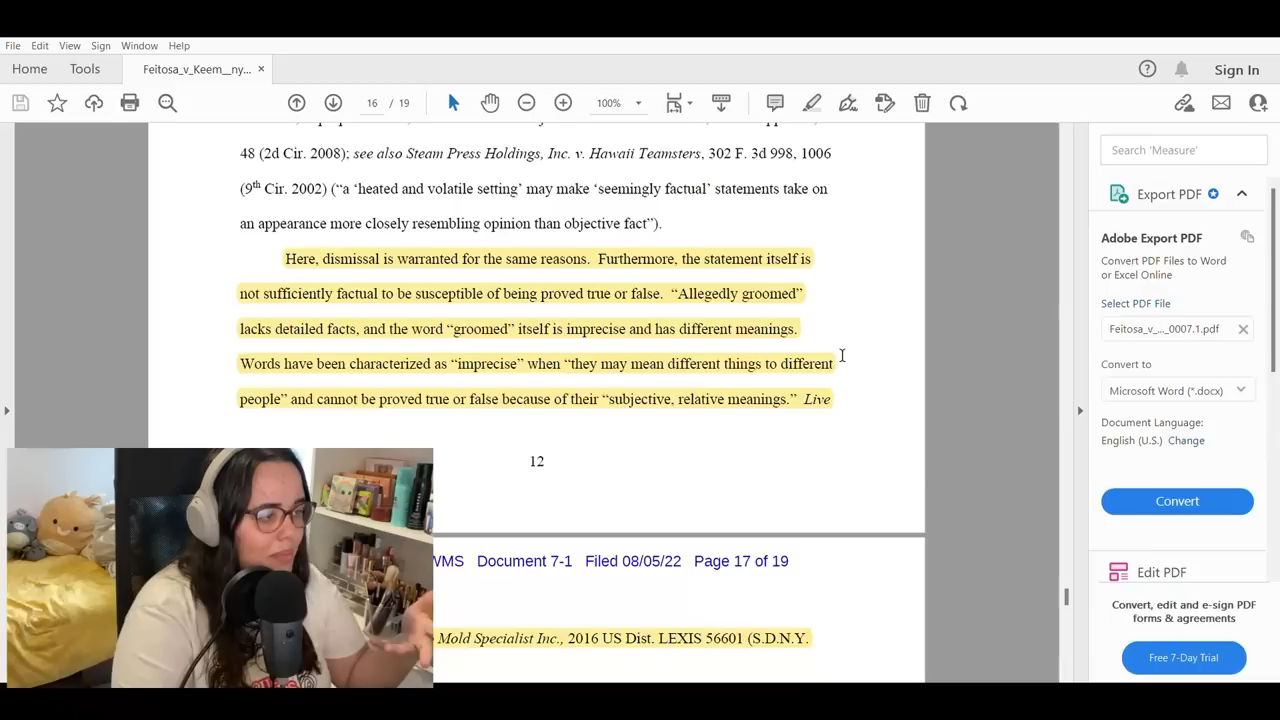 File Edit View Sign Window Help
Home Tools Feitosa_v_Keem__ny... × Sign In
16 / 19 100%
48 (2d Cir. 2008); see also Steam Press Holdings, Inc. v. Hawaii Teamsters, 302 F. 3d 998, 1006
(9th Cir. 2002) (“a ‘heated and volatile setting’ may make ‘seemingly factual’ statements take on
an appearance more closely resembling opinion than objective fact”).
Here, dismissal is warranted for the same reasons. Furthermore, the statement itself is
not sufficiently factual to be susceptible of being proved true or false. “Allegedly groomed”
lacks detailed facts, and the word “groomed” itself is imprecise and has different meanings.
Words have been characterized as “imprecise” when “they may mean different things to different
people” and cannot be proved true or false because of their “subjective, relative meanings.” Live
12
WMS Document 7-1 Filed 08/05/22 Page 17 of 19
Mold Specialist Inc., 2016 US Dist. LEXIS 56601 (S.D.N.Y.
Search 'Measure'
Export PDF
Adobe Export PDF
Convert PDF Files to Word
or Excel Online
Select PDF File
Feitosa_v_..._0007.1.pdf
Convert to
Microsoft Word (*.docx)
Document Language:
English (U.S.) Change
Convert
Edit PDF
Convert, edit and e-sign PDF
forms & agreements
Free 7-Day Trial